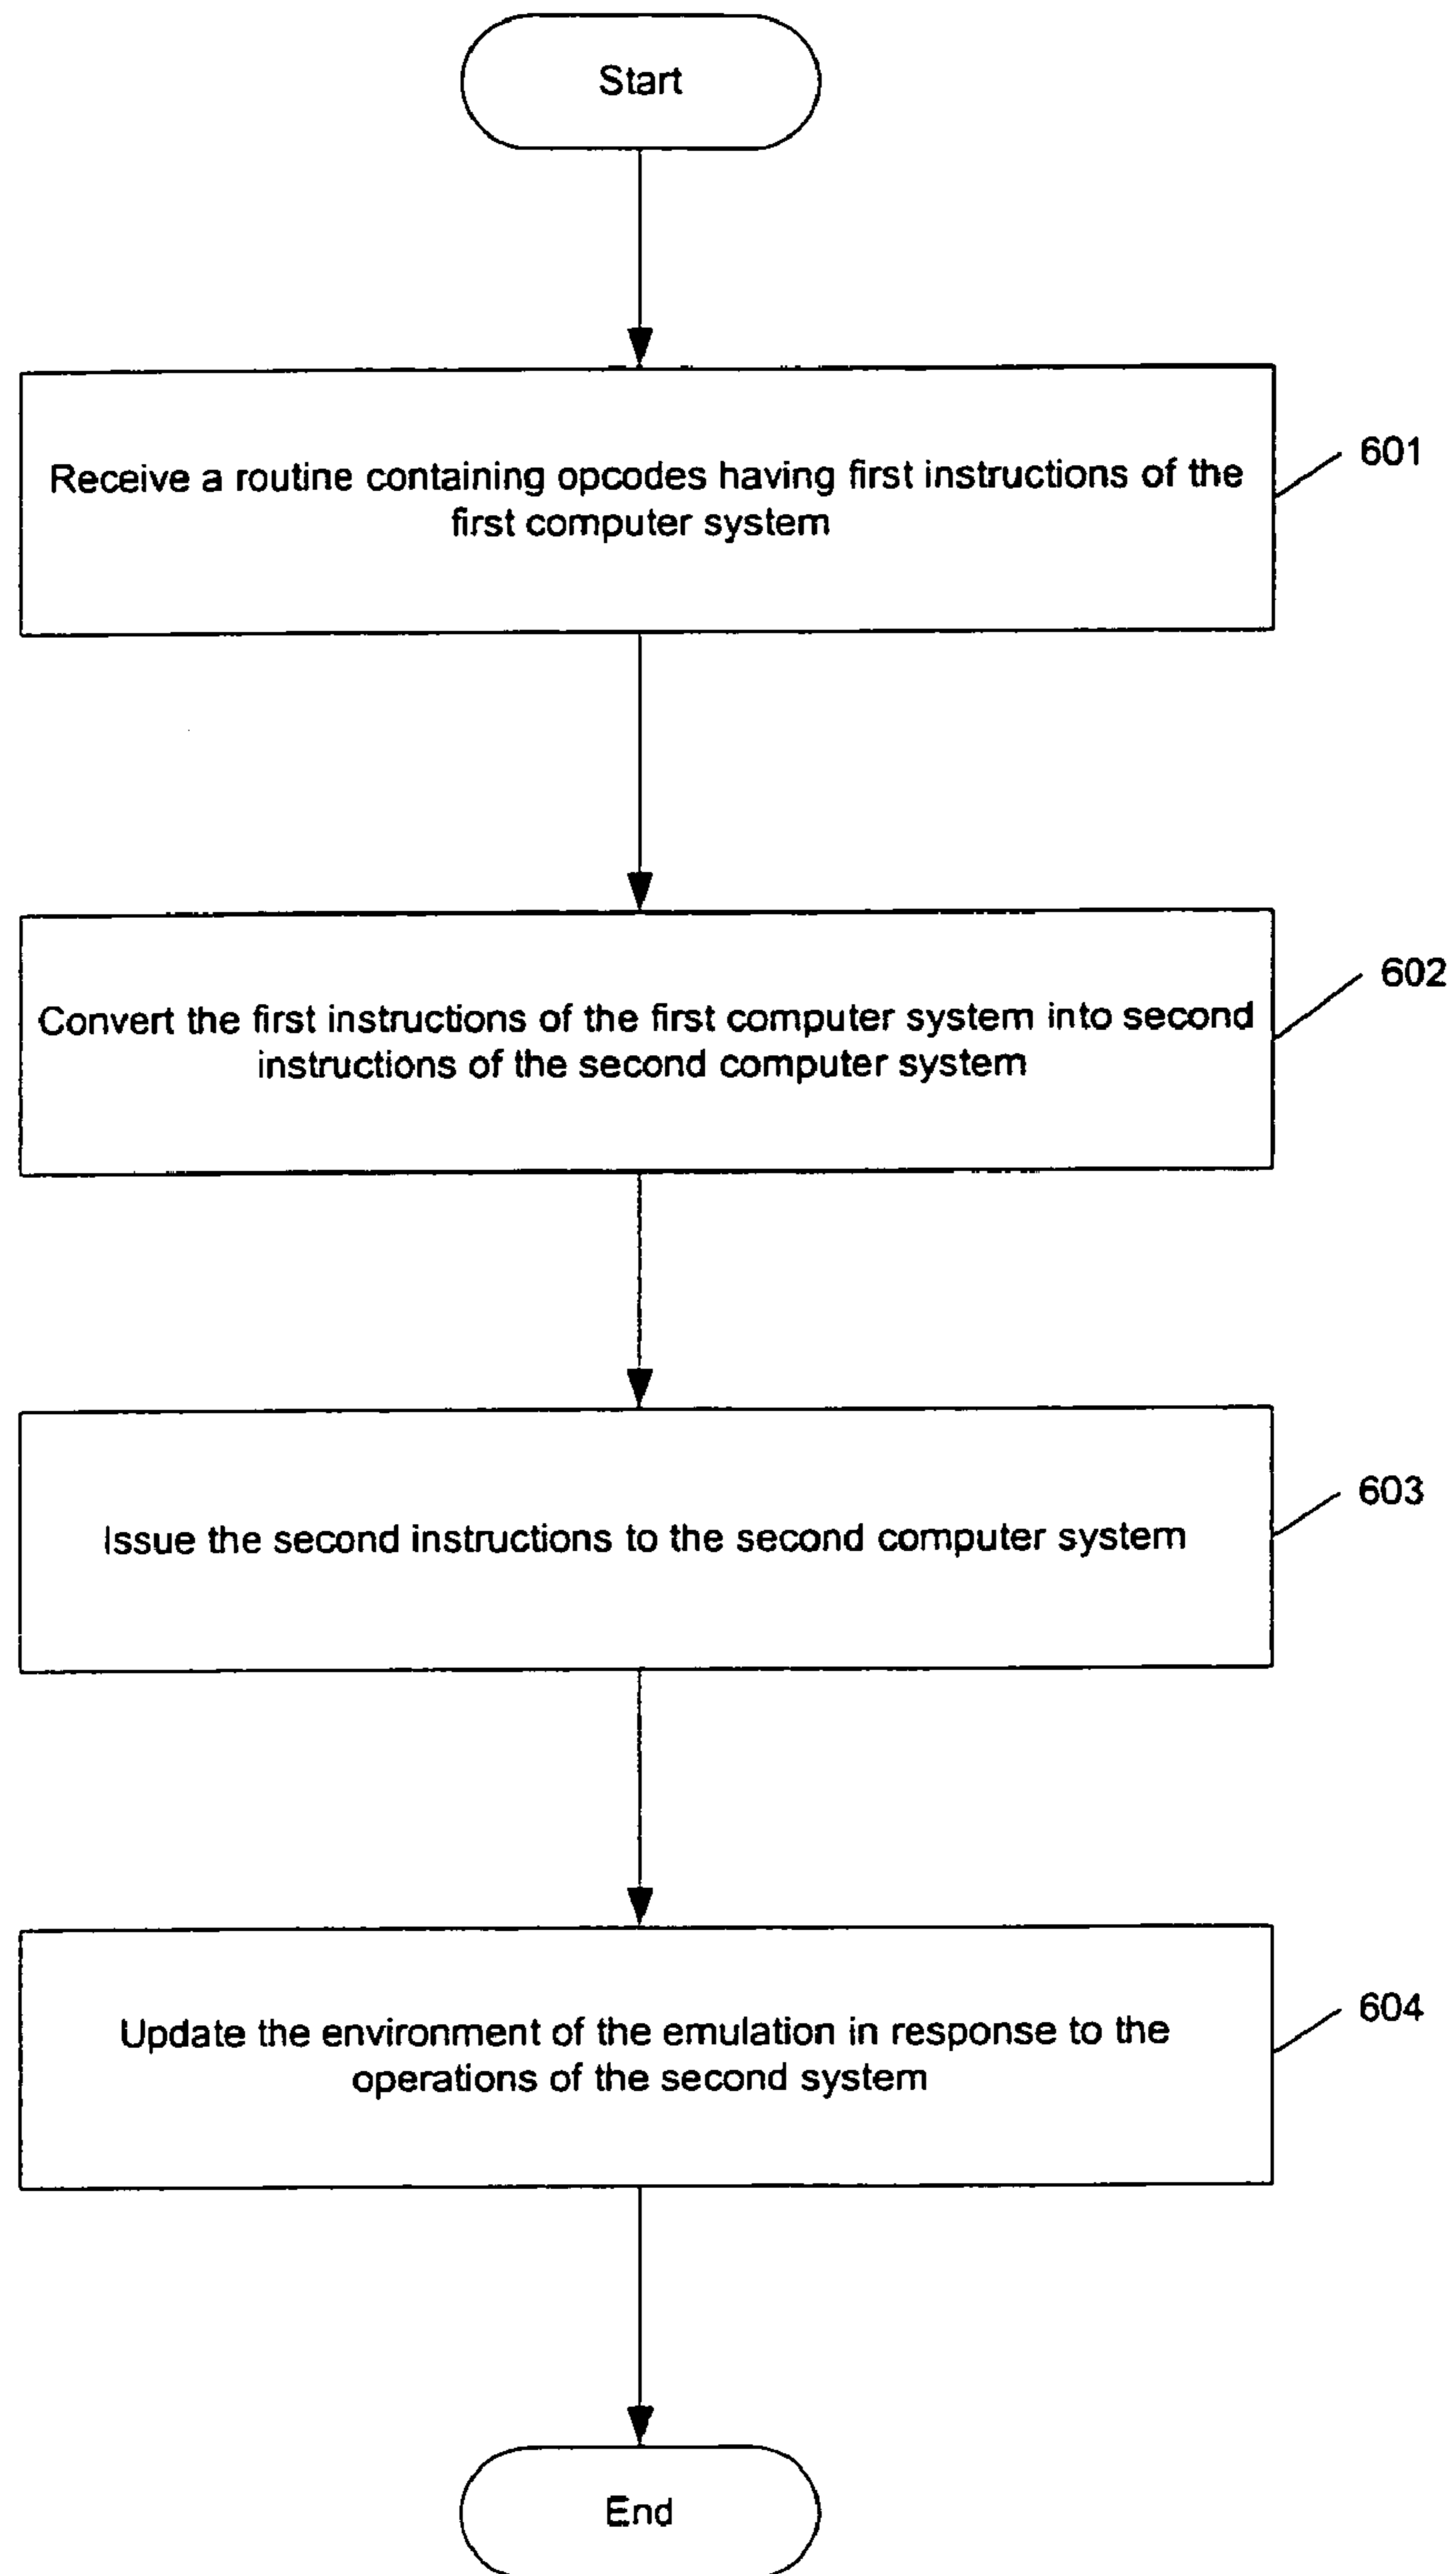 Start
Receive a routine containing opcodes having first instructions of the
first computer system
601
Convert the first instructions of the first computer system into second
instructions of the second computer system
602
Issue the second instructions to the second computer system
603
Update the environment of the emulation in response to the
operations of the second system
604
End